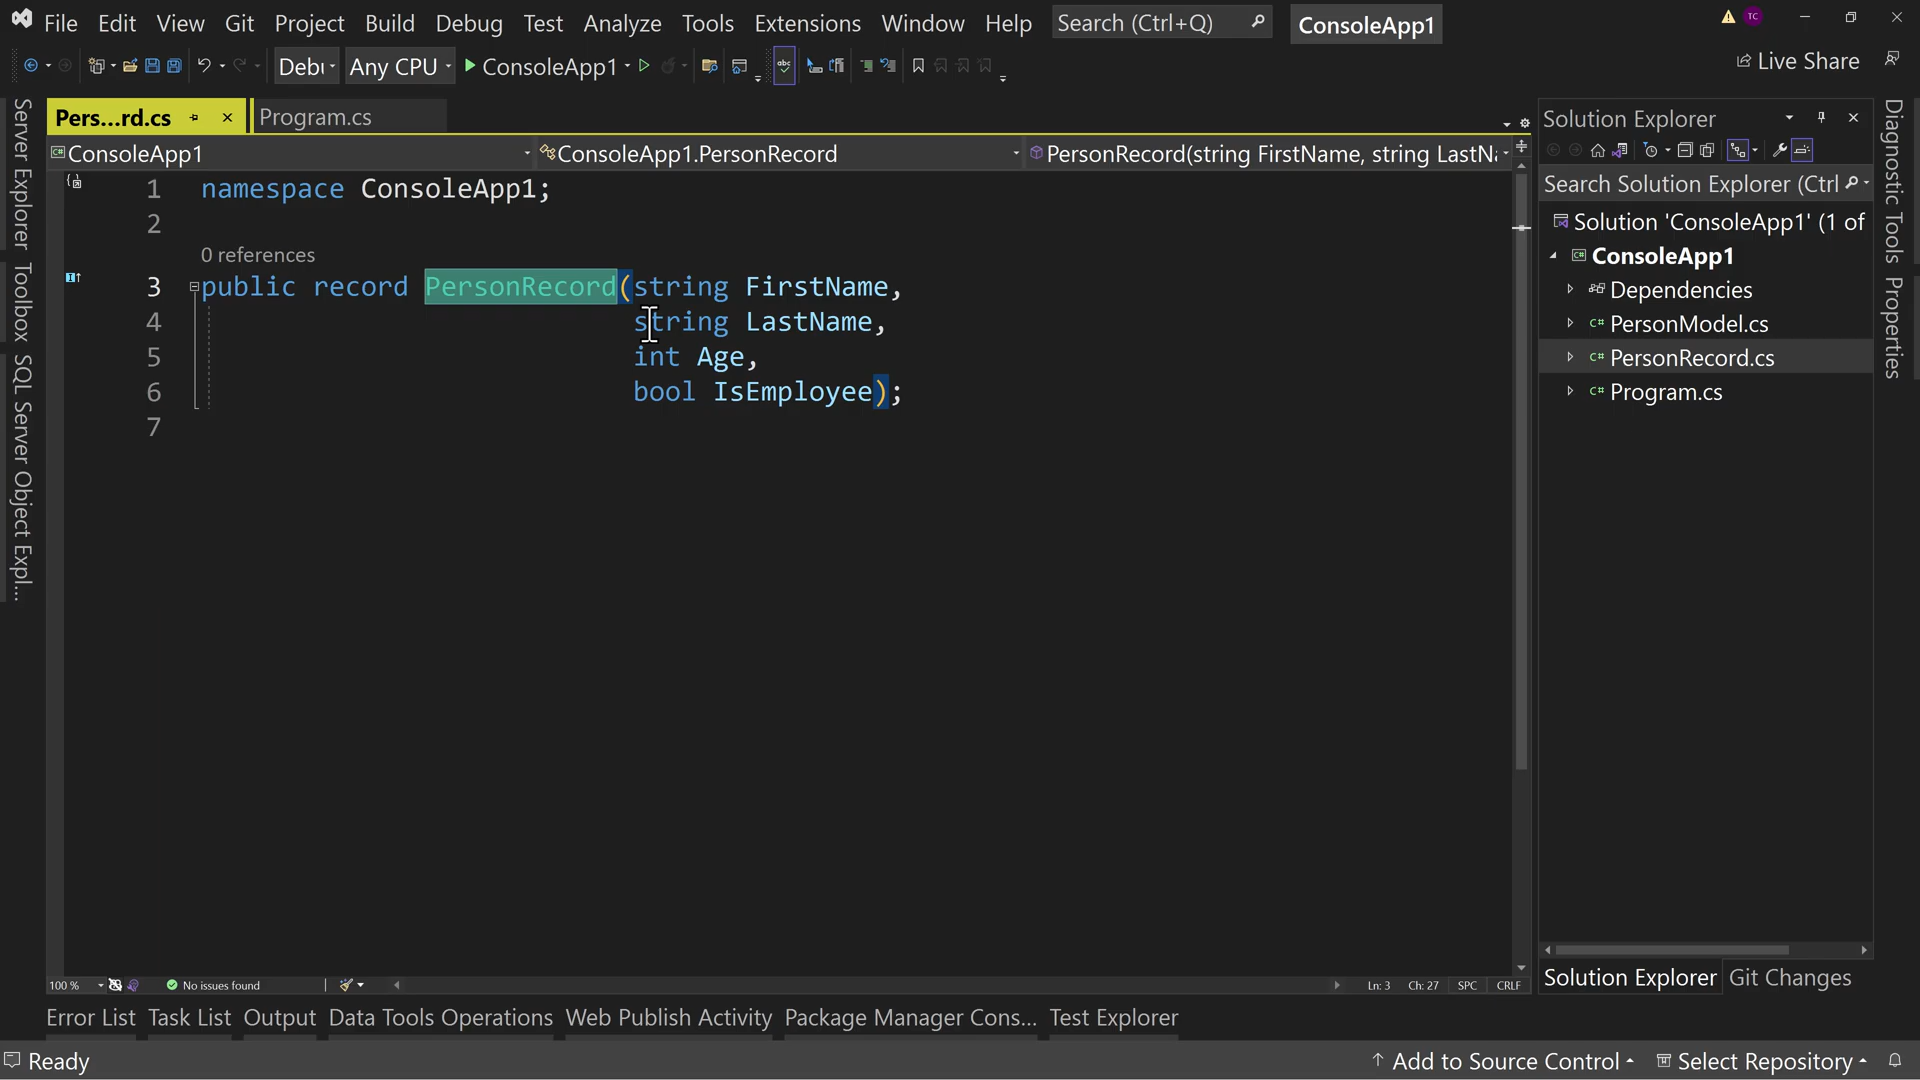 File Edit View Git Project Build Debug Test Analyze Tools Extensions Window Help Search (Ctrl+Q) ConsoleApp1 TC
Debu Any CPU ConsoleApp1 Live Share
Pers...rd.cs Program.cs
ConsoleApp1 ConsoleApp1.PersonRecord PersonRecord(string FirstName, string LastNa
1 namespace ConsoleApp1;
2
0 references
3 public record PersonRecord(string FirstName,
4 string LastName,
5 int Age,
6 bool IsEmployee);
7
100 % No issues found Ln: 3 Ch: 27 SPC CRLF
Server Explorer
Toolbox
SQL Server Object Expl...
Solution Explorer
Search Solution Explorer (Ctrl
Solution 'ConsoleApp1' (1 of
ConsoleApp1
Dependencies
C# PersonModel.cs
C# PersonRecord.cs
C# Program.cs
Solution Explorer Git Changes
Diagnostic Tools
Properties
Error List Task List Output Data Tools Operations Web Publish Activity Package Manager Cons... Test Explorer
Ready Add to Source Control Select Repository